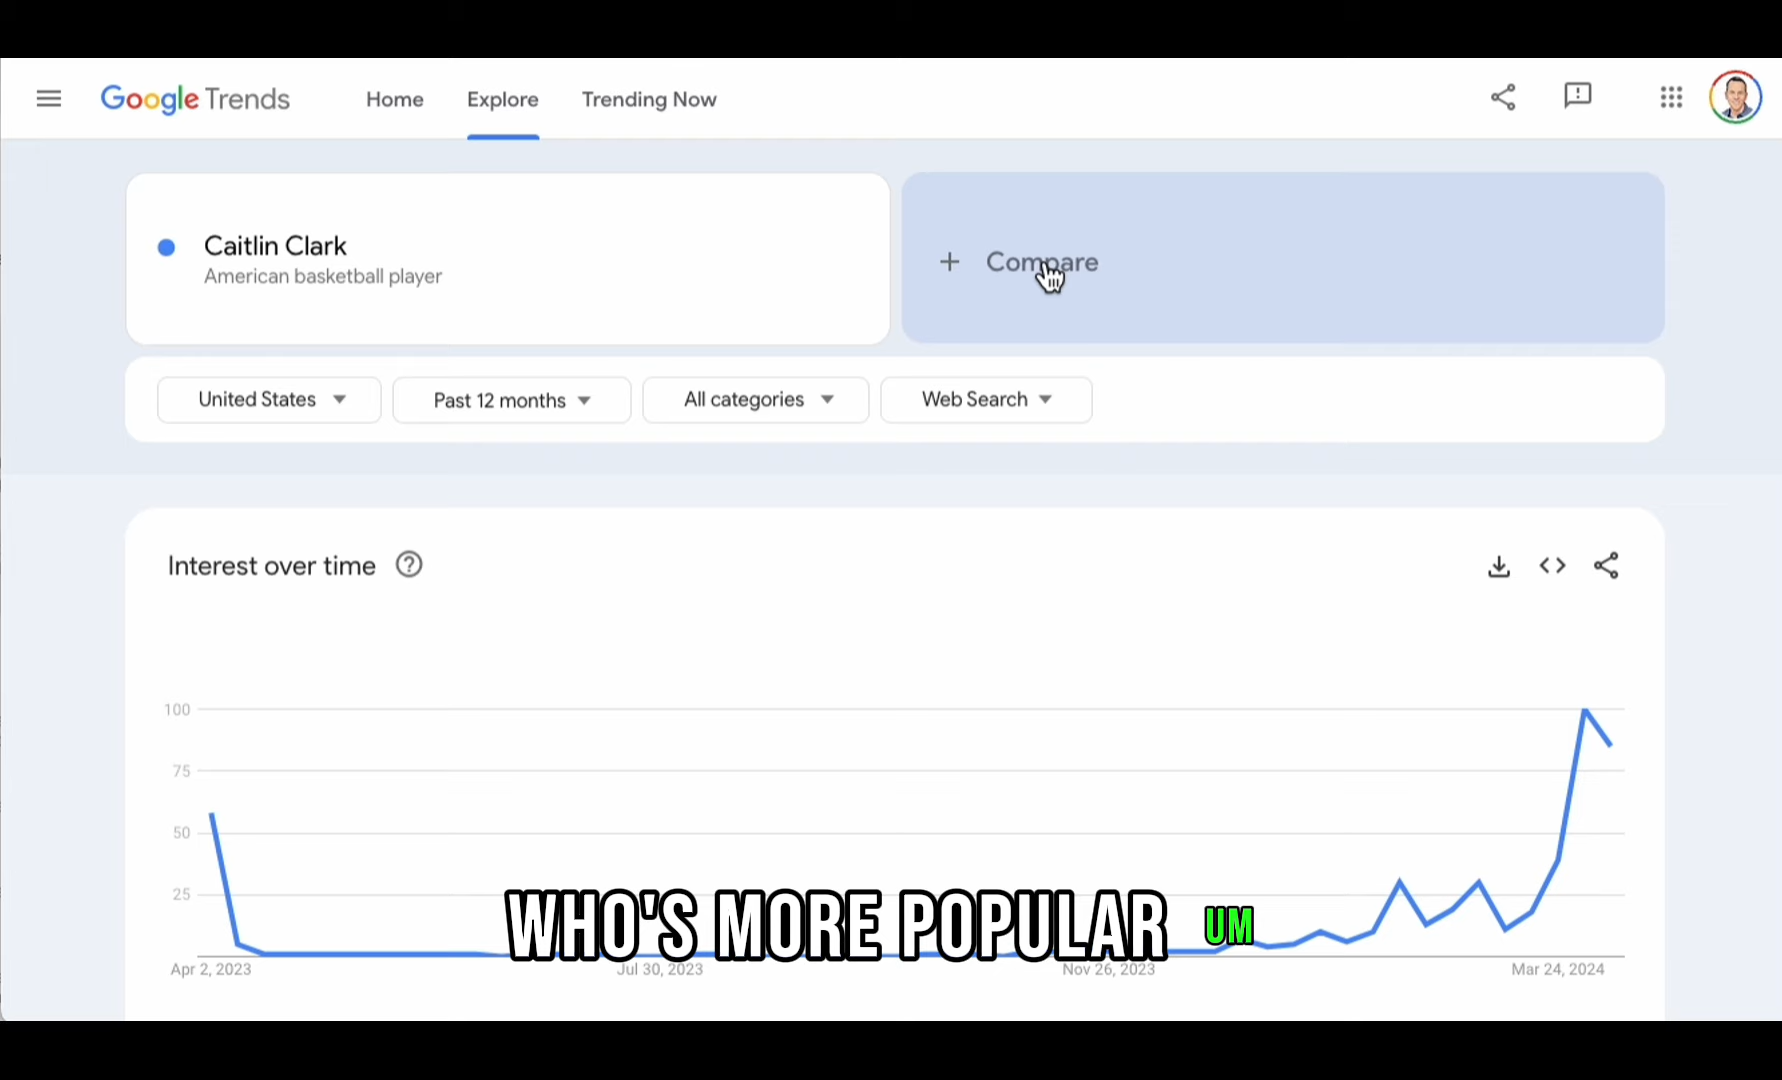 Google Trends Home Explore Trending Now
Caitlin Clark
American basketball player
+ Compare
United States Past 12 months All categories Web Search
Interest over time ?
100
75
50
25
WHO'S MORE POPULAR UM
Apr 2, 2023 Jul 30, 2023 Nov 26, 2023 Mar 24, 2024